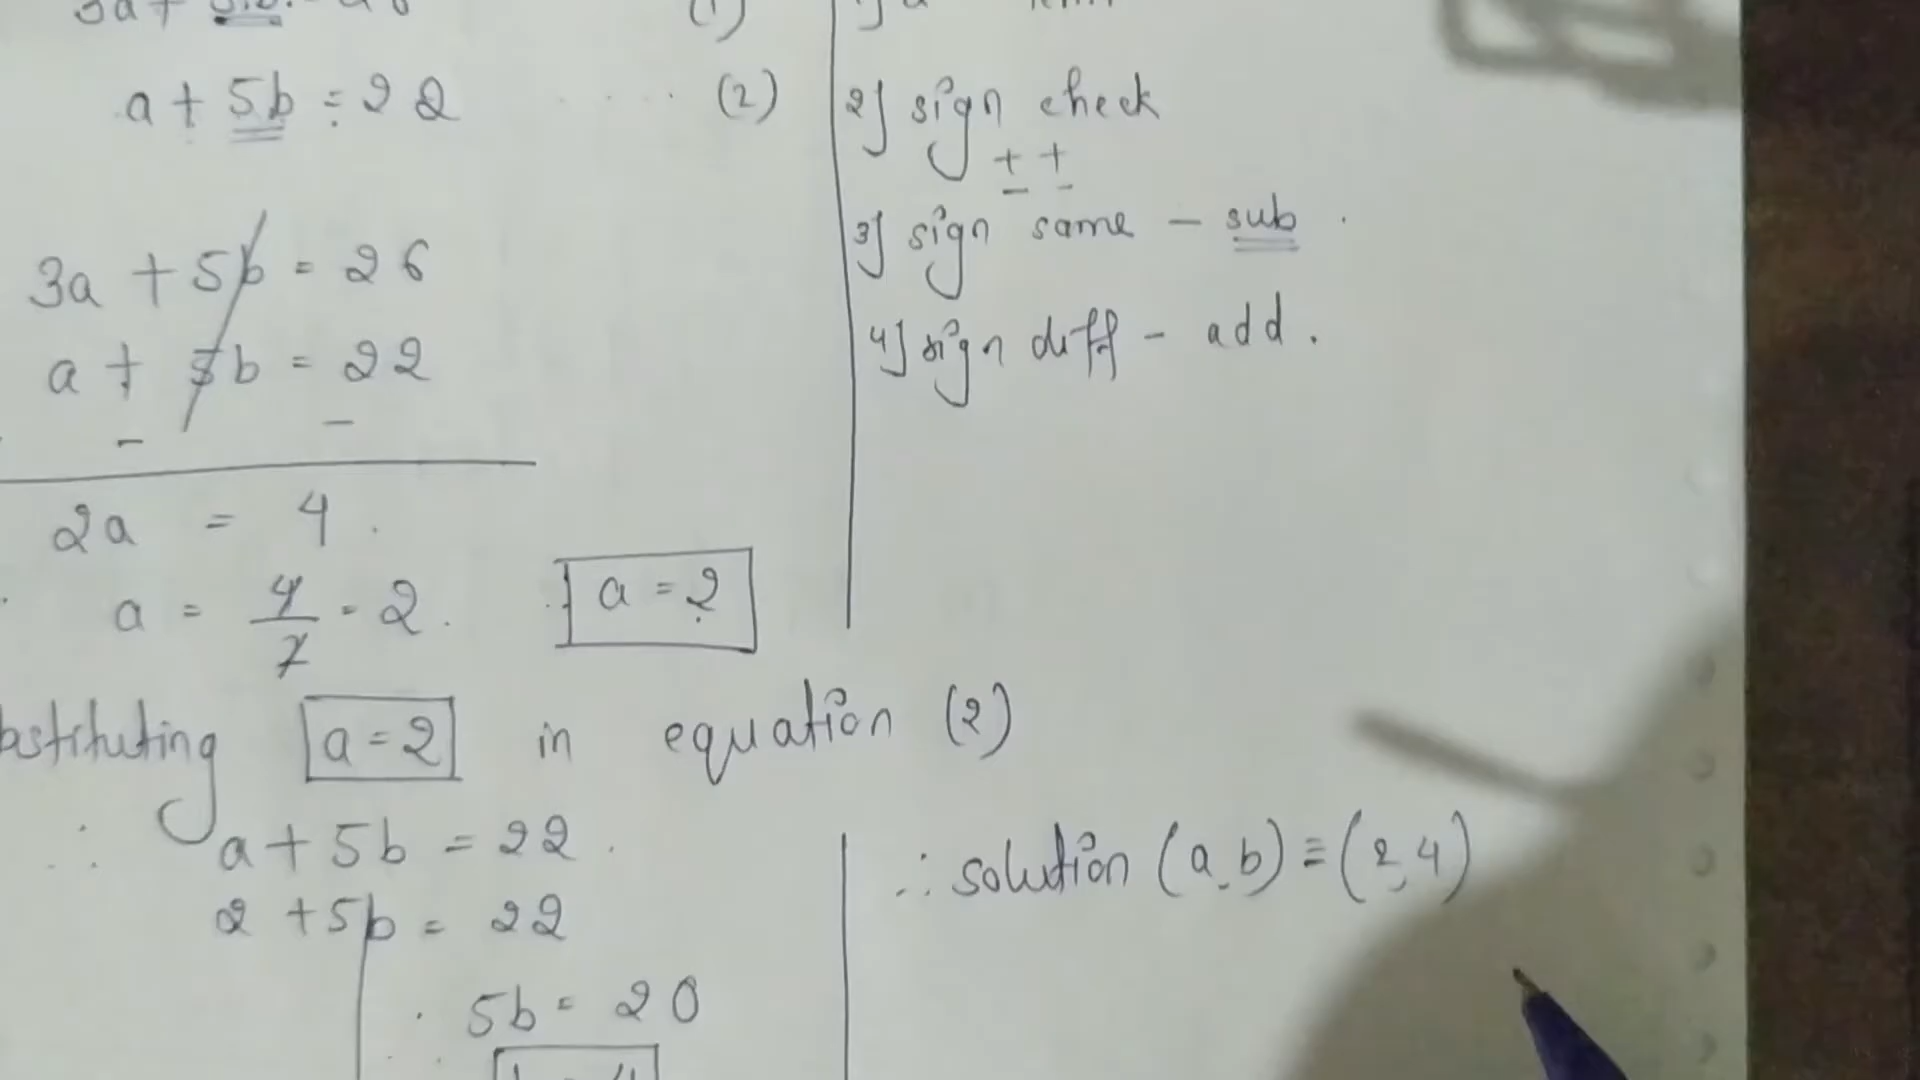 3a +
(1)
a + 5b = 22 ..... (2)
3a + 5b = 26
a + 5b = 22
- -
2a = 4.
a = 4/2 = 2. ∴ a = 2
in equation (2)
∴ a + 5b = 22.
2 + 5b = 22
∴ 5b = 20
2] sign check
+ +
- -
3] sign same - sub.
4] sign diff - add.
∴ solution (a, b) = (2, 4)